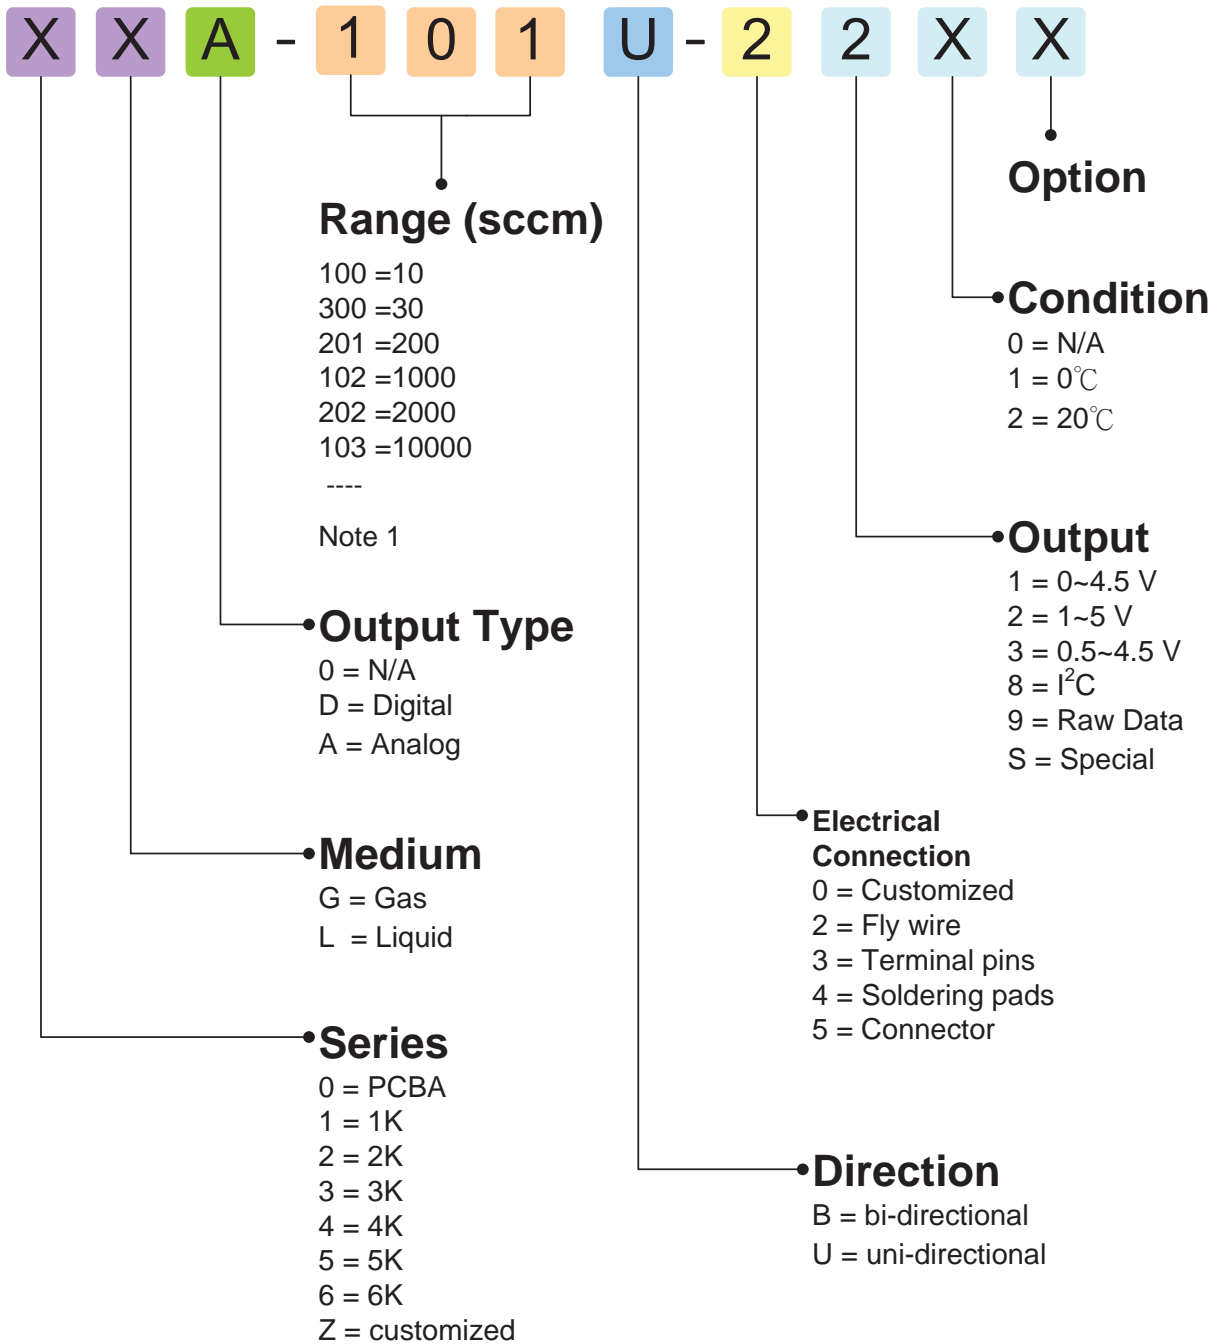 X X A - 1 0 1 U - 2 2 X X
Option
Range (sccm)
100 =10
300 =30
201 =200
102 =1000
202 =2000
103 =10000
----
Note 1
Condition
0 = N/A
1 = 0℃
2 = 20℃
Output
1 = 0~4.5 V
2 = 1~5 V
3 = 0.5~4.5 V
8 = I²C
9 = Raw Data
S = Special
Output Type
0 = N/A
D = Digital
A = Analog
Electrical
Connection
0 = Customized
2 = Fly wire
3 = Terminal pins
4 = Soldering pads
5 = Connector
Medium
G = Gas
L = Liquid
Series
0 = PCBA
1 = 1K
2 = 2K
3 = 3K
4 = 4K
5 = 5K
6 = 6K
Z = customized
Direction
B = bi-directional
U = uni-directional